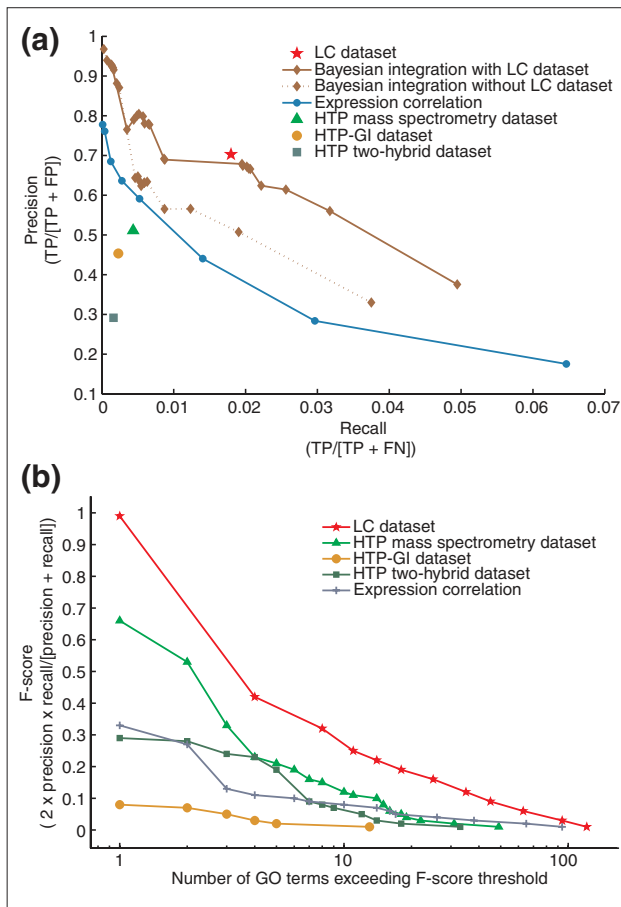 (a)
1
0.9
0.8
0.7
0.6
0.5
0.4
0.3
0.2
0.1
Precision
(TP/[TP + FP])
LC dataset
Bayesian integration with LC dataset
Bayesian integration without LC dataset
Expression correlation
HTP mass spectrometry dataset
HTP-GI dataset
HTP two-hybrid dataset
0 0.01 0.02 0.03 0.04 0.05 0.06 0.07
Recall
(TP/[TP + FN])
(b)
1
0.9
0.8
0.7
0.6
0.5
0.4
0.3
0.2
0.1
0
F-score
( 2 x precision x recall/[precision + recall])
LC dataset
HTP mass spectrometry dataset
HTP-GI dataset
HTP two-hybrid dataset
Expression correlation
1 10 100
Number of GO terms exceeding F-score threshold